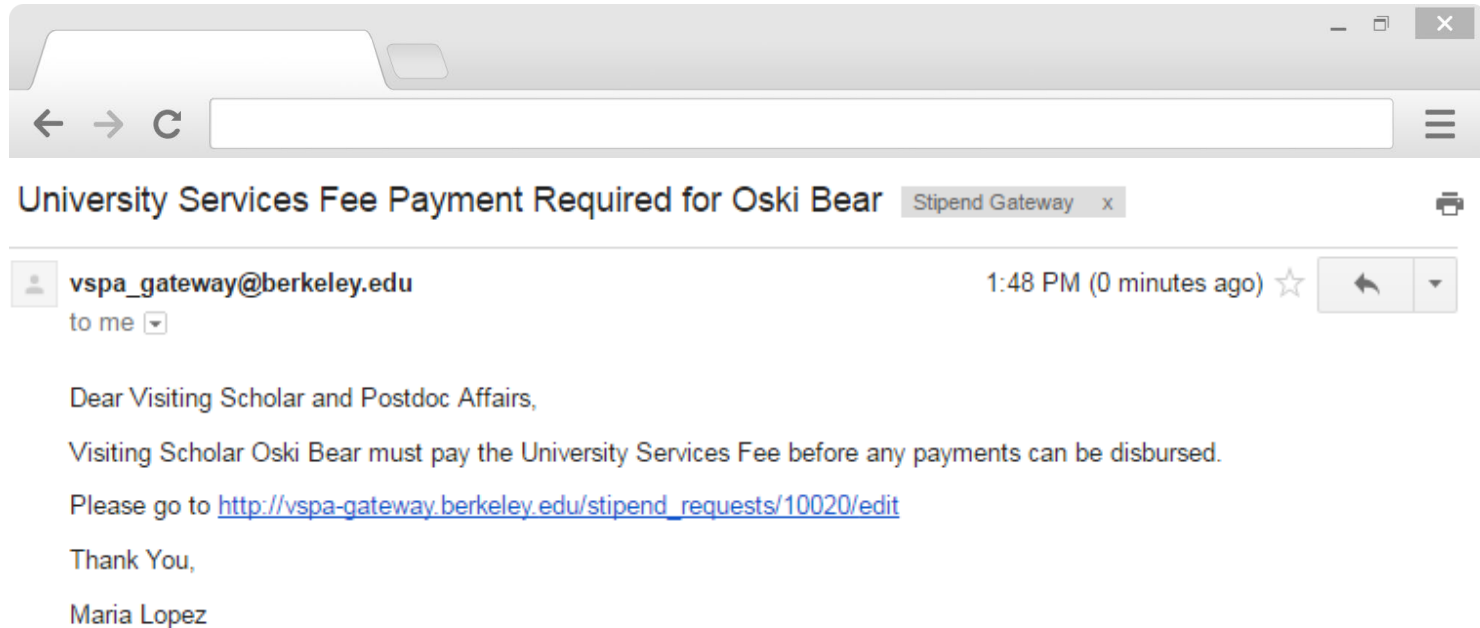 University Services Fee Payment Required for Oski Bear Stipend Gateway x
vspa_gateway@berkeley.edu 1:48 PM (0 minutes ago)
to me
Dear Visiting Scholar and Postdoc Affairs,
Visiting Scholar Oski Bear must pay the University Services Fee before any payments can be disbursed.
Please go to http://vspa-gateway.berkeley.edu/stipend_requests/10020/edit
Thank You,
Maria Lopez